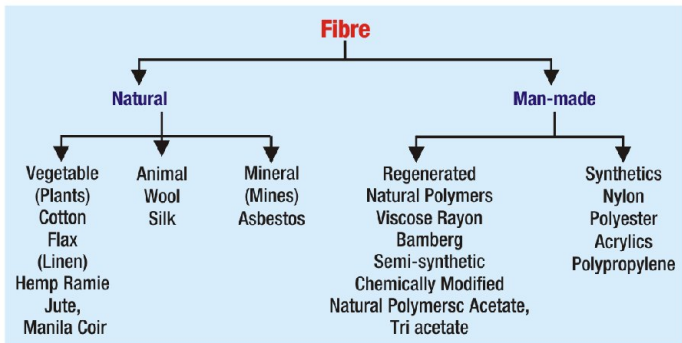 Fibre
Natural
Man-made
Vegetable
(Plants)
Cotton
Flax
(Linen)
Hemp Ramie
Jute,
Manila Coir
Animal
Wool
Silk
Mineral
(Mines)
Asbestos
Regenerated
Natural Polymers
Viscose Rayon
Bamberg
Semi-synthetic
Chemically Modified
Natural Polymersc Acetate,
Tri acetate
Synthetics
Nylon
Polyester
Acrylics
Polypropylene